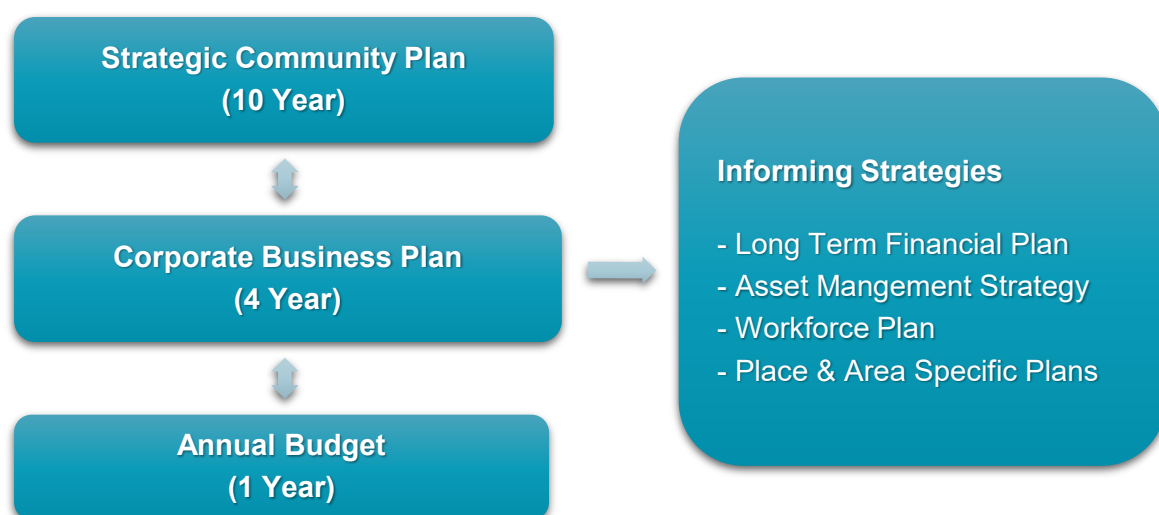 Strategic Community Plan
(10 Year)
Corporate Business Plan
(4 Year)
Annual Budget
(1 Year)
Informing Strategies
- Long Term Financial Plan
- Asset Mangement Strategy
- Workforce Plan
- Place & Area Specific Plans